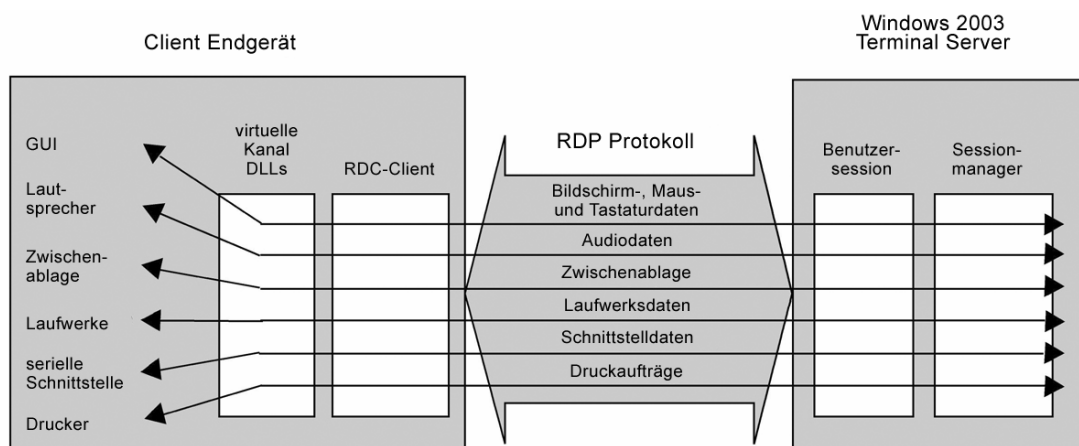 Client Endgerät
Windows 2003
Terminal Server
GUI
Laut-
sprecher
Zwischen-
ablage
Laufwerke
serielle
Schnittstelle
Drucker
virtuelle
Kanal
DLLs
RDC-Client
RDP Protokoll
Bildschirm-, Maus-
und Tastaturdaten
Audiodaten
Zwischenablage
Laufwerksdaten
Schnittstelldaten
Druckaufträge
Benutzer-
session
Session-
manager